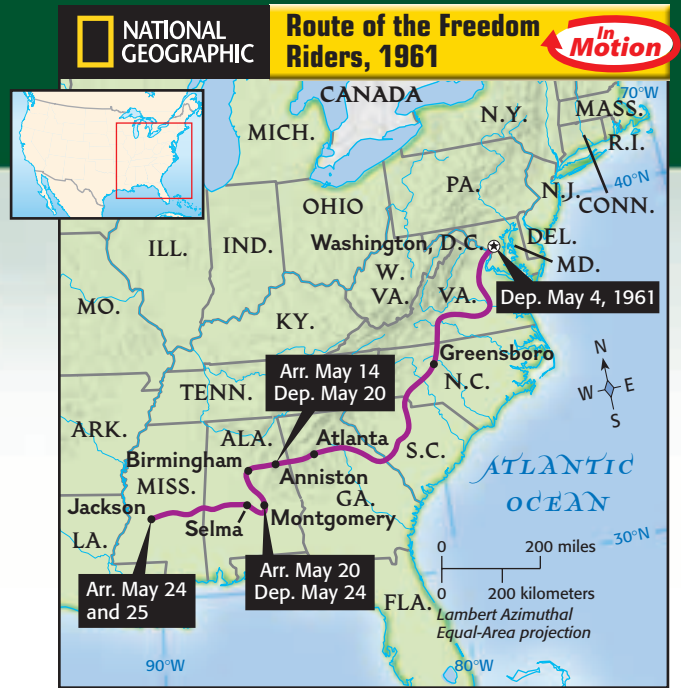 NATIONAL
GEOGRAPHIC
Route of the Freedom
Riders, 1961
In
Motion
CANADA
70°W
MICH.
N.Y.
MASS.
R.I.
40°N
PA.
N.J.
CONN.
OHIO
ILL.
IND.
Washington, D.C.
DEL.
MD.
W.
VA.
VA.
Dep. May 4, 1961
MO.
KY.
Greensboro
N.C.
N
W
E
S
Arr. May 14
Dep. May 20
TENN.
ARK.
ALA.
Atlanta
S.C.
Birmingham
Anniston
MISS.
GA.
ATLANTIC
OCEAN
Jackson
Selma
Montgomery
LA.
30°N
0
200 miles
0
200 kilometers
Lambert Azimuthal
Equal-Area projection
Arr. May 24
and 25
Arr. May 20
Dep. May 24
FLA.
90°W
80°W